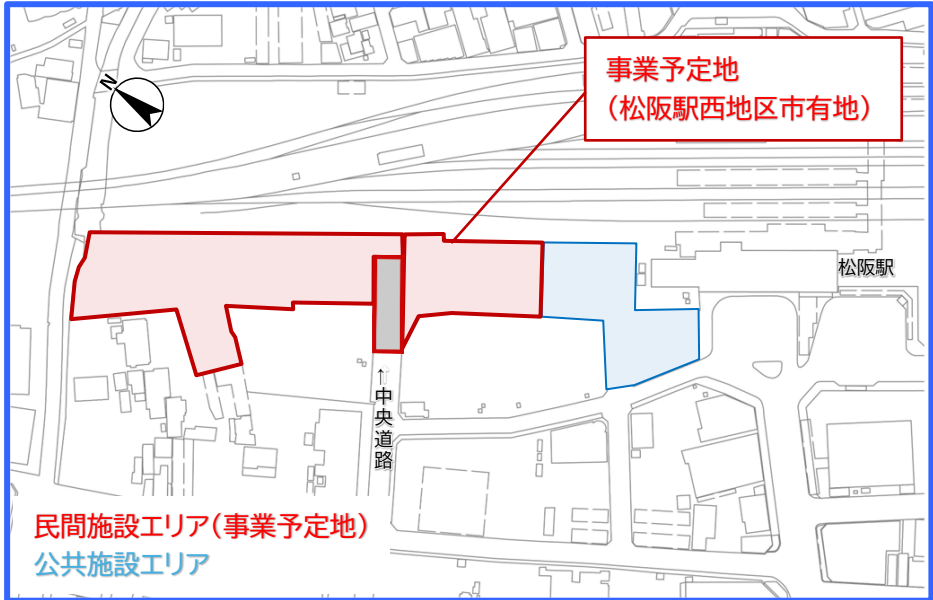 N
事業予定地
（松阪駅西地区市有地）
松阪駅
↑中央道路
民間施設エリア（事業予定地）
公共施設エリア